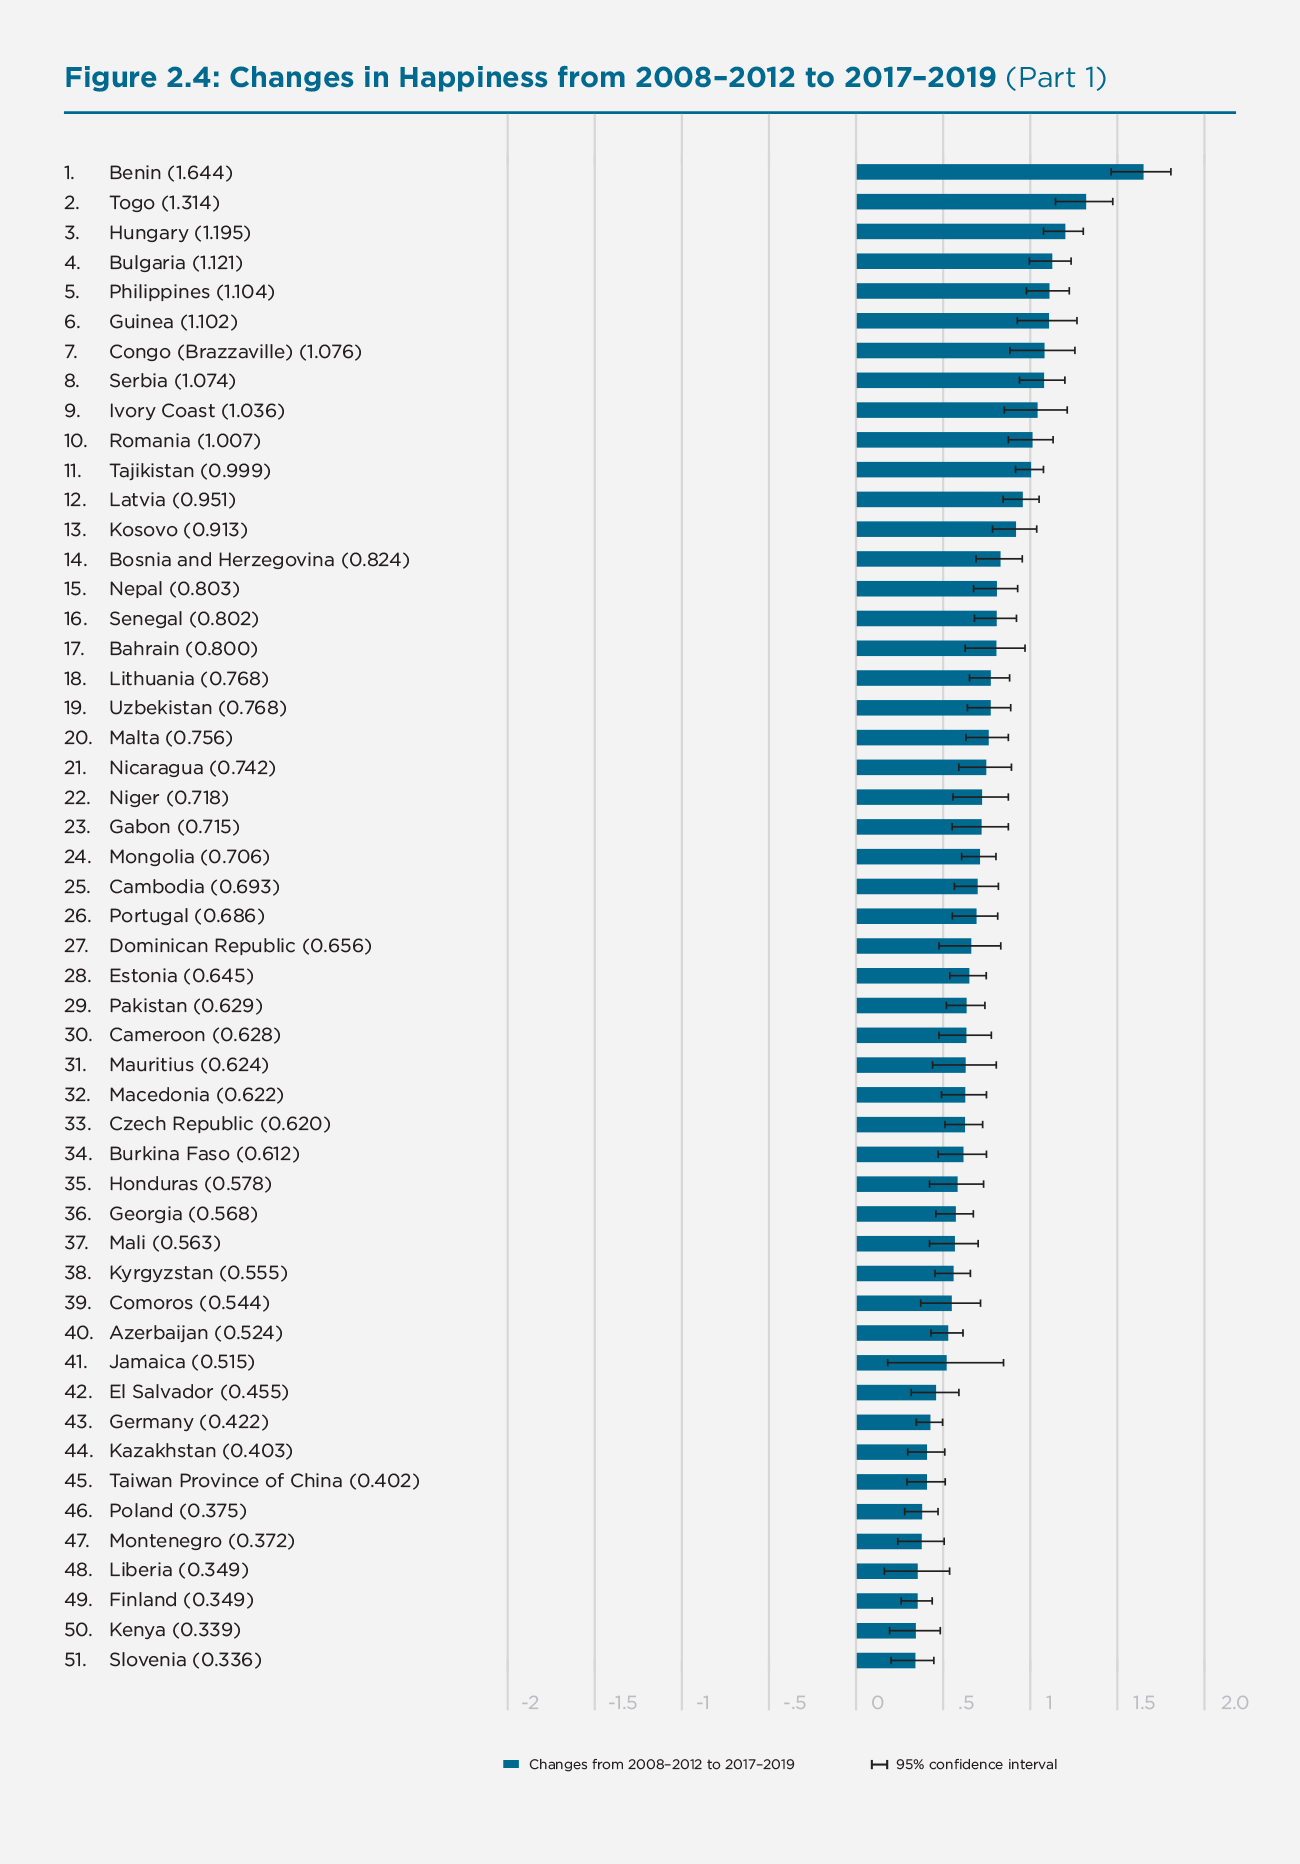 Figure 2.4: Changes in Happiness from 2008–2012 to 2017–2019 (Part 1)
1. Benin (1.644)
2. Togo (1.314)
3. Hungary (1.195)
4. Bulgaria (1.121)
5. Philippines (1.104)
6. Guinea (1.102)
7. Congo (Brazzaville) (1.076)
8. Serbia (1.074)
9. Ivory Coast (1.036)
10. Romania (1.007)
11. Tajikistan (0.999)
12. Latvia (0.951)
13. Kosovo (0.913)
14. Bosnia and Herzegovina (0.824)
15. Nepal (0.803)
16. Senegal (0.802)
17. Bahrain (0.800)
18. Lithuania (0.768)
19. Uzbekistan (0.768)
20. Malta (0.756)
21. Nicaragua (0.742)
22. Niger (0.718)
23. Gabon (0.715)
24. Mongolia (0.706)
25. Cambodia (0.693)
26. Portugal (0.686)
27. Dominican Republic (0.656)
28. Estonia (0.645)
29. Pakistan (0.629)
30. Cameroon (0.628)
31. Mauritius (0.624)
32. Macedonia (0.622)
33. Czech Republic (0.620)
34. Burkina Faso (0.612)
35. Honduras (0.578)
36. Georgia (0.568)
37. Mali (0.563)
38. Kyrgyzstan (0.555)
39. Comoros (0.544)
40. Azerbaijan (0.524)
41. Jamaica (0.515)
42. El Salvador (0.455)
43. Germany (0.422)
44. Kazakhstan (0.403)
45. Taiwan Province of China (0.402)
46. Poland (0.375)
47. Montenegro (0.372)
48. Liberia (0.349)
49. Finland (0.349)
50. Kenya (0.339)
51. Slovenia (0.336)
-2 -1.5 -1 -.5 0 .5 1 1.5 2.0
Changes from 2008–2012 to 2017–2019 95% confidence interval